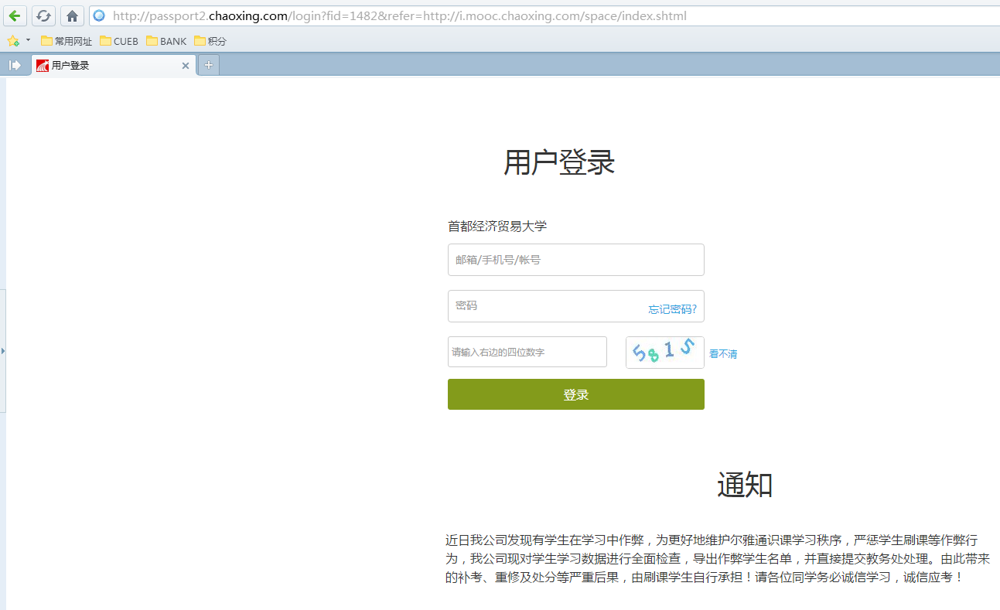 http://passport2.chaoxing.com/login?fid=1482&refer=http://i.mooc.chaoxing.com/space/index.shtml
常用网址 CUEB BANK 积分
用户登录
用户登录
首都经济贸易大学
邮箱/手机号/帐号
密码 忘记密码?
请输入右边的四位数字 5815 看不清
登录
通知
近日我公司发现有学生在学习中作弊，为更好地维护尔雅通识课学习秩序，严惩学生刷课等作弊行
为，我公司现对学生学习数据进行全面检查，导出作弊学生名单，并直接提交教务处处理。由此带来
的补考、重修及处分等严重后果，由刷课学生自行承担！请各位同学务必诚信学习，诚信应考！